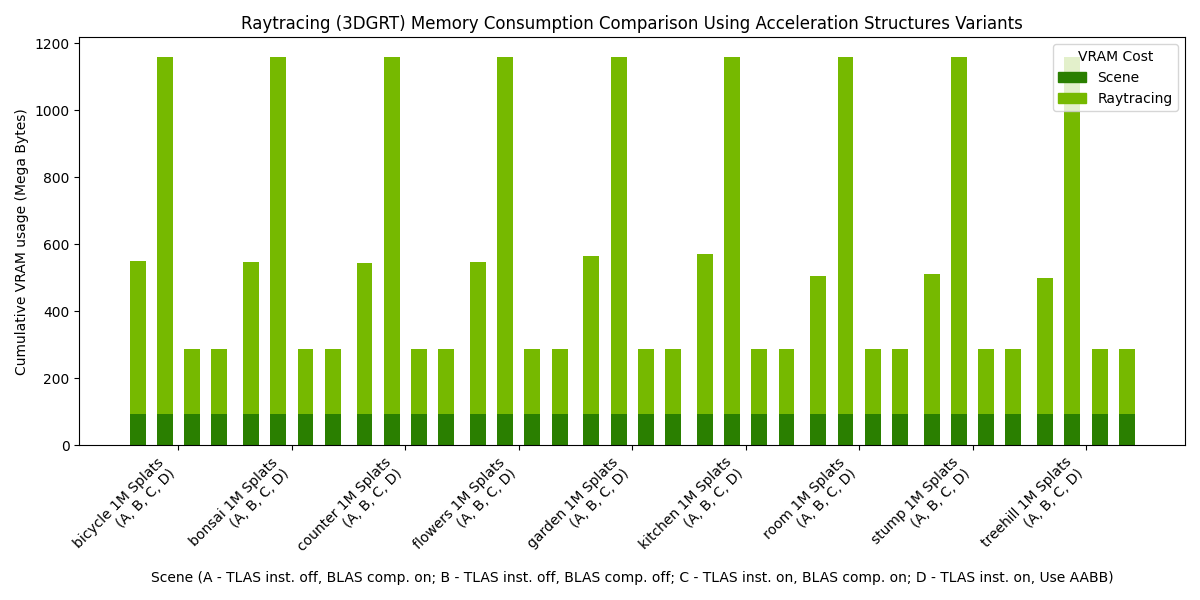 Raytracing (3DGRT) Memory Consumption Comparison Using Acceleration Structures Variants
Cumulative VRAM usage (Mega Bytes)
1200
1000
800
600
400
200
0
VRAM Cost
Scene
Raytracing
bicycle 1M Splats
(A, B, C, D)
bonsai 1M Splats
(A, B, C, D)
counter 1M Splats
(A, B, C, D)
flowers 1M Splats
(A, B, C, D)
garden 1M Splats
(A, B, C, D)
kitchen 1M Splats
(A, B, C, D)
room 1M Splats
(A, B, C, D)
stump 1M Splats
(A, B, C, D)
treehill 1M Splats
(A, B, C, D)
Scene (A - TLAS inst. off, BLAS comp. on; B - TLAS inst. off, BLAS comp. off; C - TLAS inst. on, BLAS comp. on; D - TLAS inst. on, Use AABB)